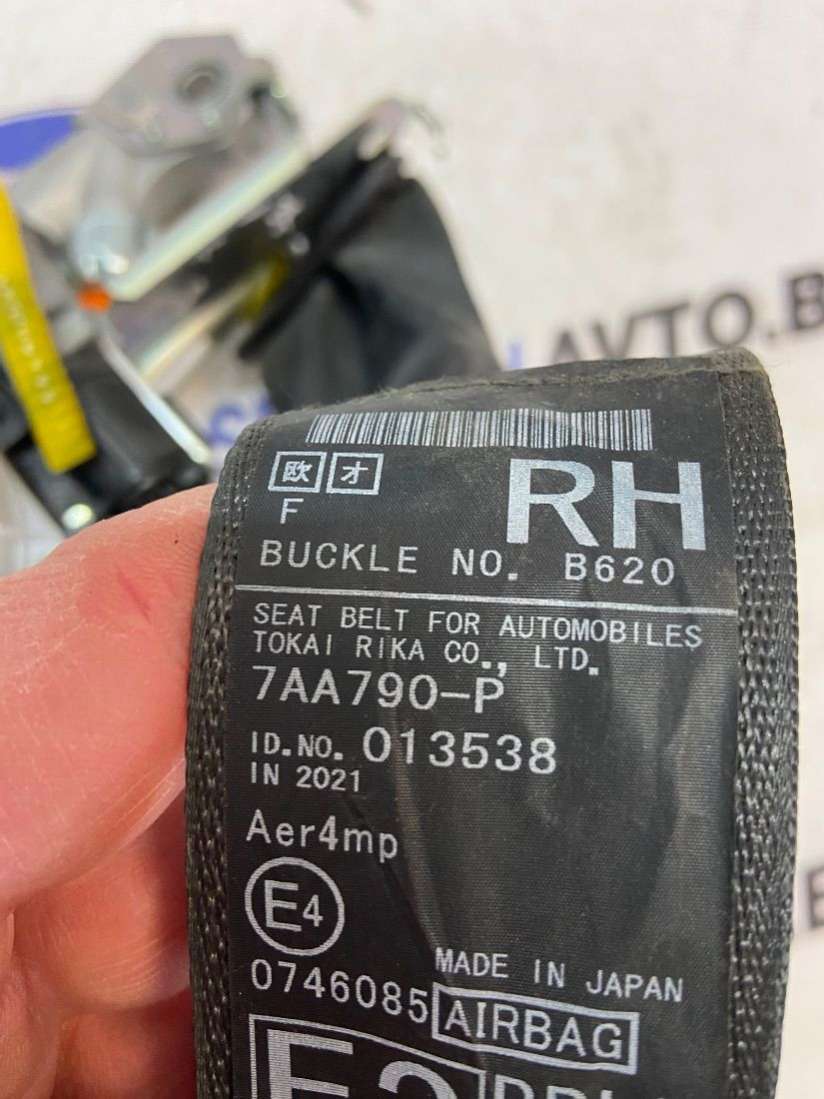 AVTO.B
欧 オ
RH
F
BUCKLE NO. B620
SEAT BELT FOR AUTOMOBILES
TOKAI RIKA CO., LTD.
7AA790-P
ID.NO. 013538
IN 2021
Aer4mp
E4
MADE IN JAPAN
0746085 AIRBAG